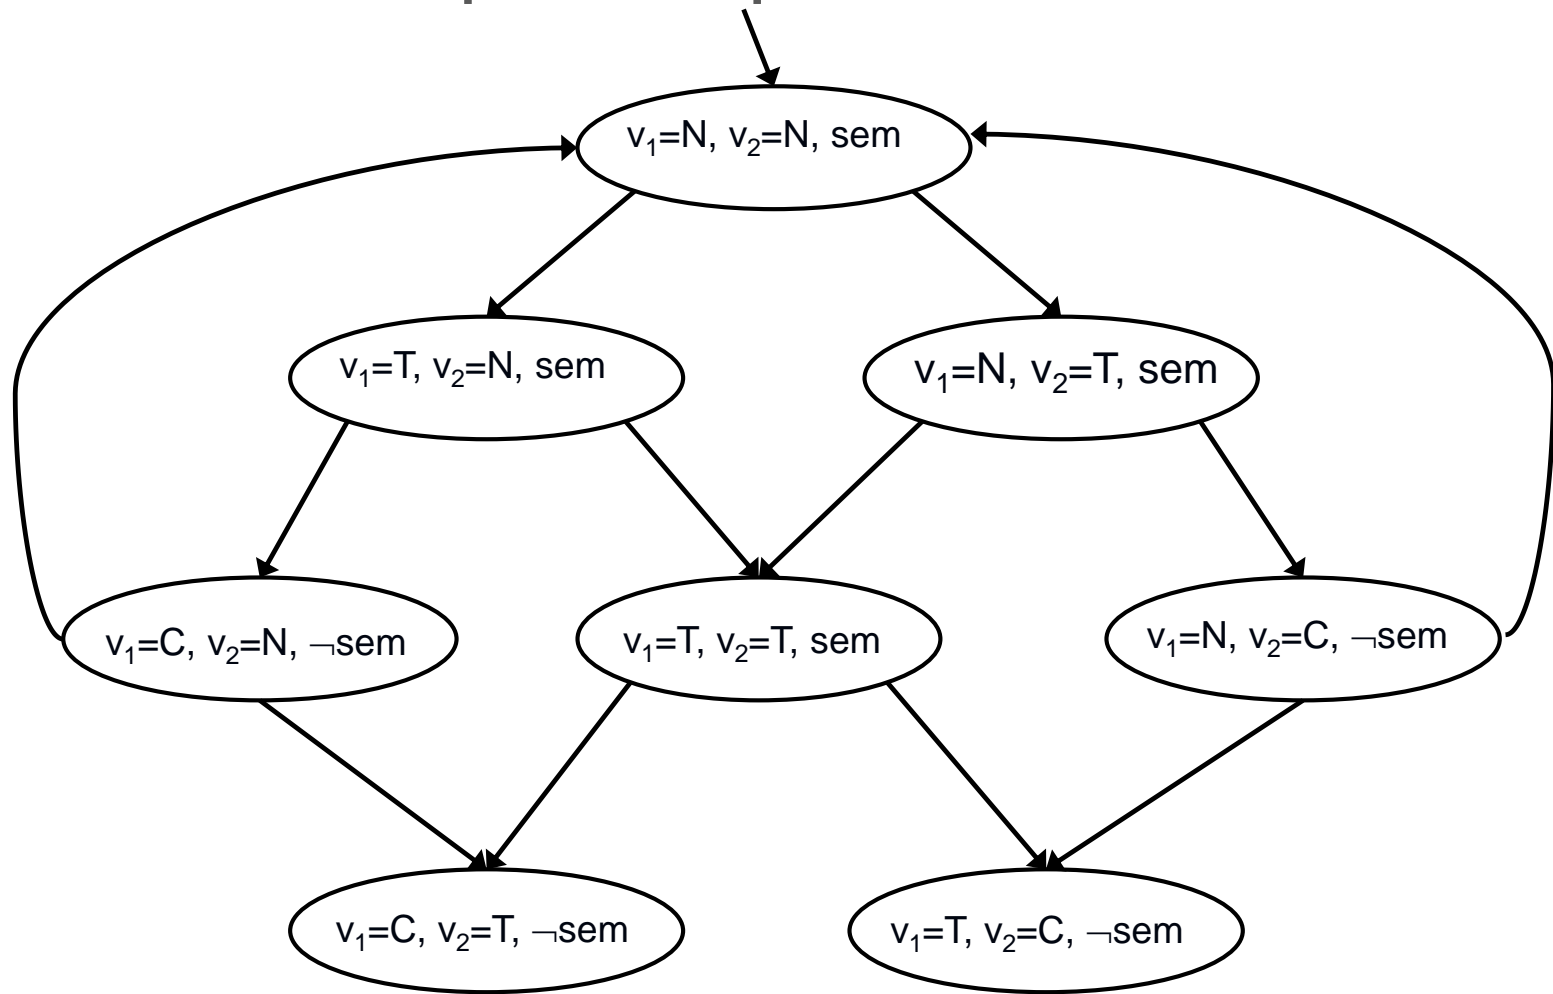 v₁=N, v₂=N, sem
v₁=T, v₂=N, sem
v₁=N, v₂=T, sem
v₁=C, v₂=N, ¬sem
v₁=T, v₂=T, sem
v₁=N, v₂=C, ¬sem
v₁=C, v₂=T, ¬sem
v₁=T, v₂=C, ¬sem